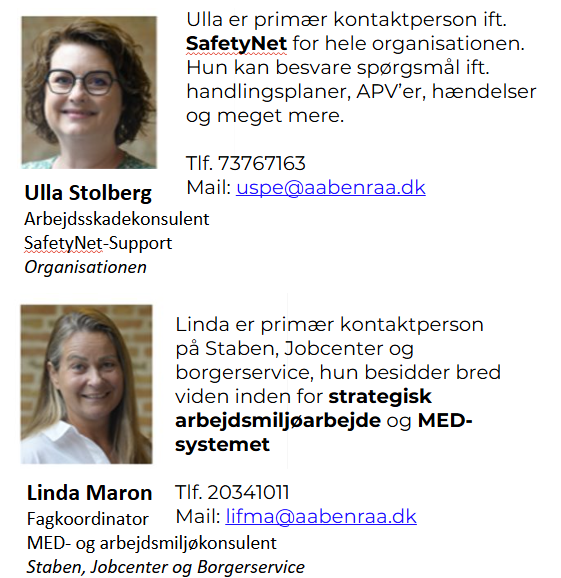 Ulla er primær kontaktperson ift.
SafetyNet for hele organisationen.
Hun kan besvare spørgsmål ift.
handlingsplaner, APV’er, hændelser
og meget mere.
Tlf. 73767163
Mail: uspe@aabenraa.dk
Ulla Stolberg
Arbejdsskadekonsulent
SafetyNet-Support
Organisationen
Linda er primær kontaktperson
på Staben, Jobcenter og
borgerservice, hun besidder bred
viden inden for strategisk
arbejdsmiljøarbejde og MED-
systemet
Tlf. 20341011
Mail: lifma@aabenraa.dk
Linda Maron
Fagkoordinator
MED- og arbejdsmiljøkonsulent
Staben, Jobcenter og Borgerservice